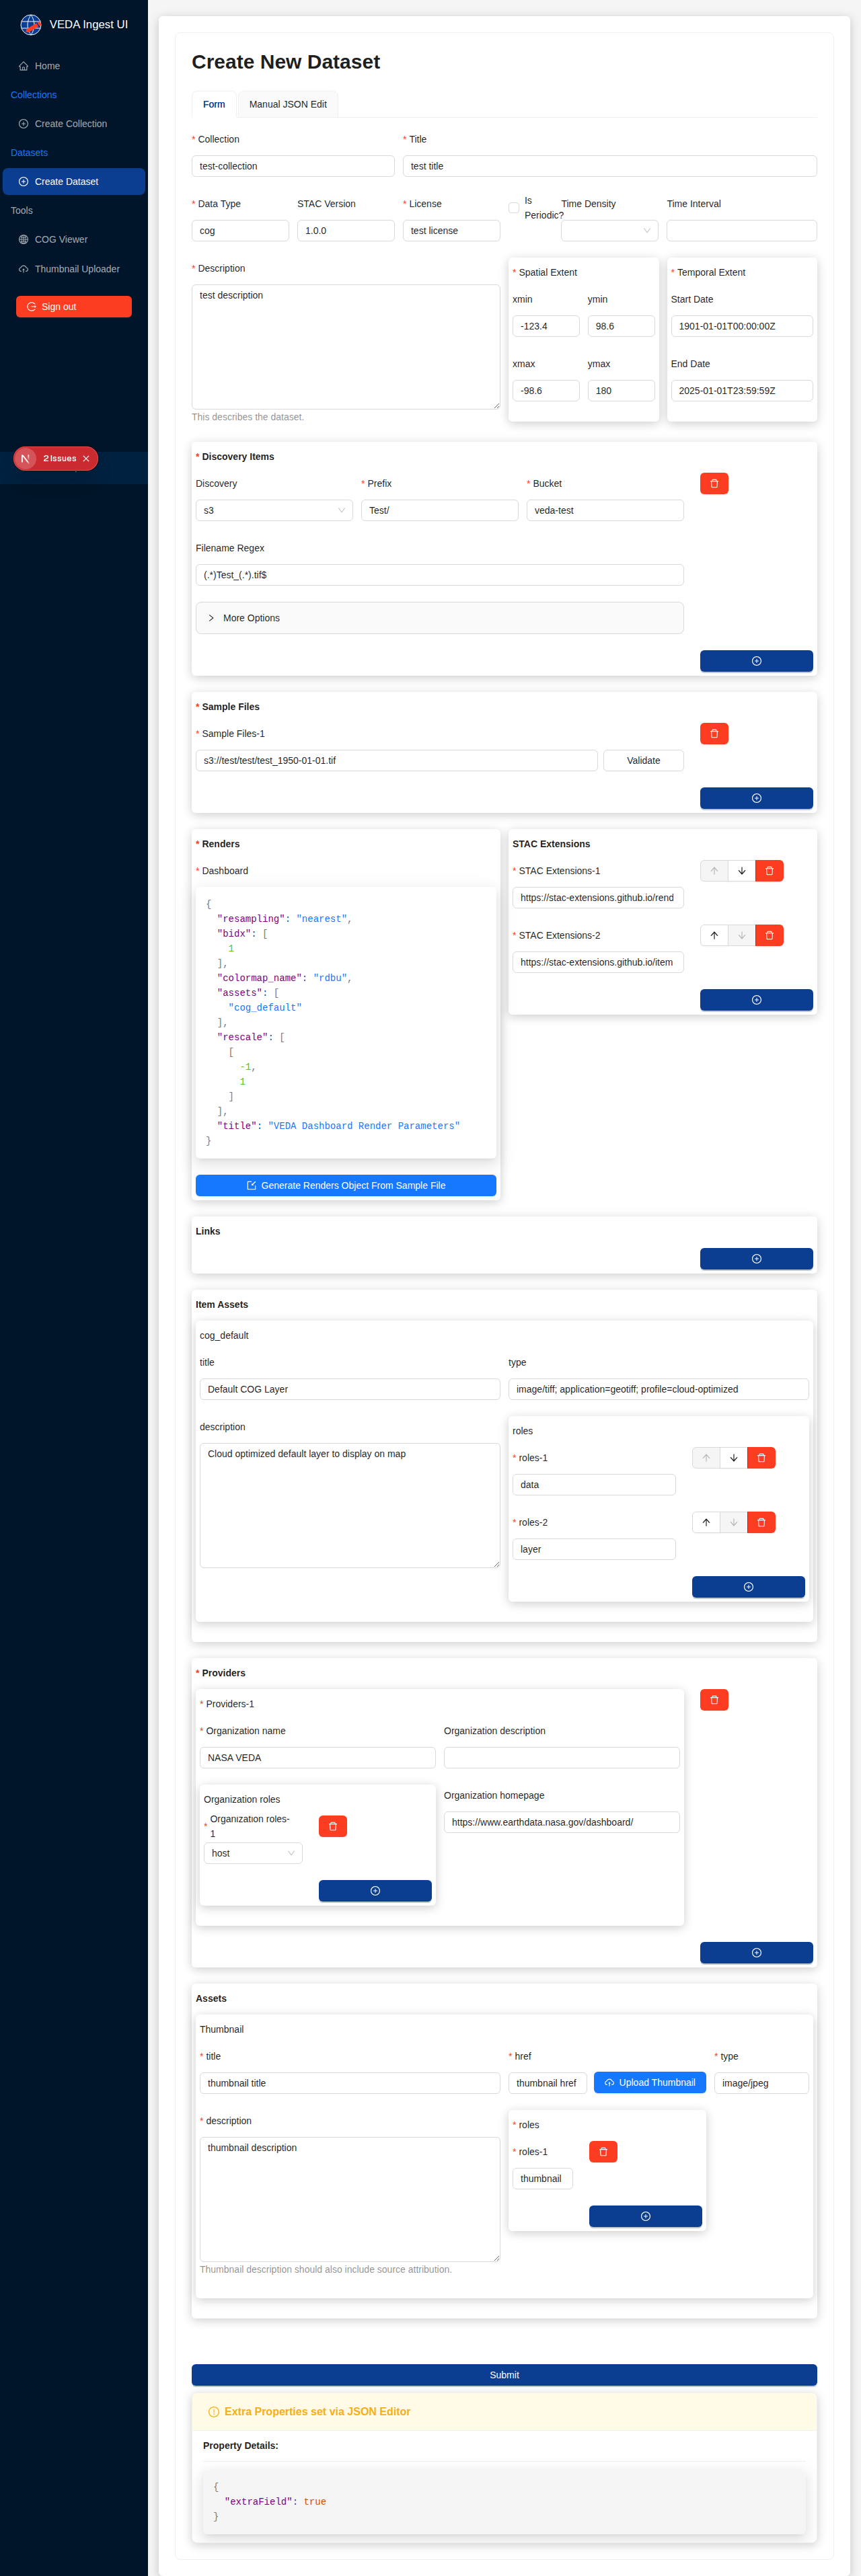 VEDA Ingest UI
Home
Collections
Create Collection
Datasets
Create Dataset
Tools
COG Viewer
Thumbnail Uploader
Sign out
2 Issues
Create New Dataset
Form
Manual JSON Edit
* Collection
* Title
test-collection
test title
* Data Type
STAC Version
* License
Is Periodic?
Time Density
Time Interval
cog
1.0.0
test license
* Description
test description
This describes the dataset.
* Spatial Extent
xmin
ymin
-123.4
98.6
xmax
ymax
-98.6
180
* Temporal Extent
Start Date
1901-01-01T00:00:00Z
End Date
2025-01-01T23:59:59Z
* Discovery Items
Discovery
* Prefix
* Bucket
s3
Test/
veda-test
Filename Regex
(.*)Test_(.*).tif$
More Options
* Sample Files
* Sample Files-1
s3://test/test/test_1950-01-01.tif
Validate
* Renders
* Dashboard
{
"resampling": "nearest",
"bidx": [
1
],
"colormap_name": "rdbu",
"assets": [
"cog_default"
],
"rescale": [
[
-1,
1
]
],
"title": "VEDA Dashboard Render Parameters"
}
Generate Renders Object From Sample File
STAC Extensions
* STAC Extensions-1
https://stac-extensions.github.io/rend
* STAC Extensions-2
https://stac-extensions.github.io/item
Links
Item Assets
cog_default
title
type
Default COG Layer
image/tiff; application=geotiff; profile=cloud-optimized
description
Cloud optimized default layer to display on map
roles
* roles-1
data
* roles-2
layer
* Providers
* Providers-1
* Organization name
Organization description
NASA VEDA
Organization roles
* Organization roles-
1
host
Organization homepage
https://www.earthdata.nasa.gov/dashboard/
Assets
Thumbnail
* title
* href
* type
thumbnail title
thumbnail href
Upload Thumbnail
image/jpeg
* description
thumbnail description
Thumbnail description should also include source attribution.
* roles
* roles-1
thumbnail
Submit
Extra Properties set via JSON Editor
Property Details:
{
"extraField": true
}